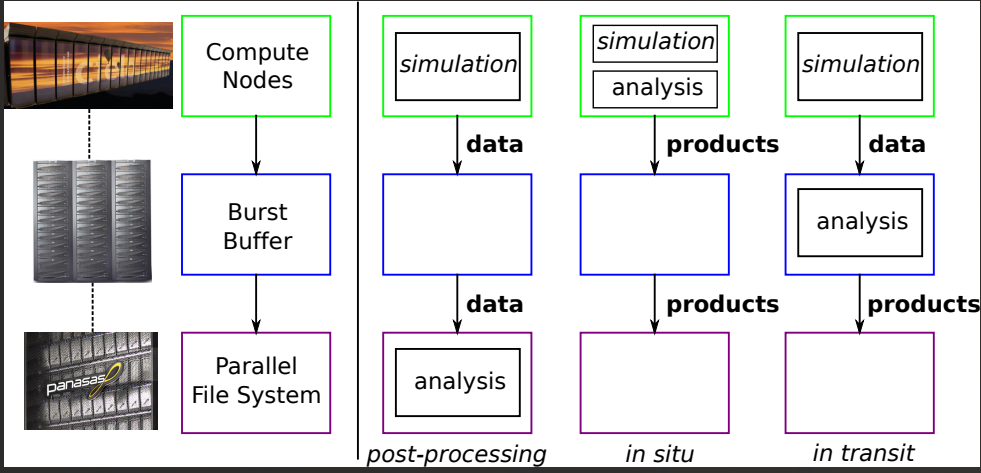 Compute
Nodes
simulation
simulation
analysis
simulation
data
products
data
Burst
Buffer
analysis
data
products
products
panasas
Parallel
File System
analysis
post-processing
in situ
in transit